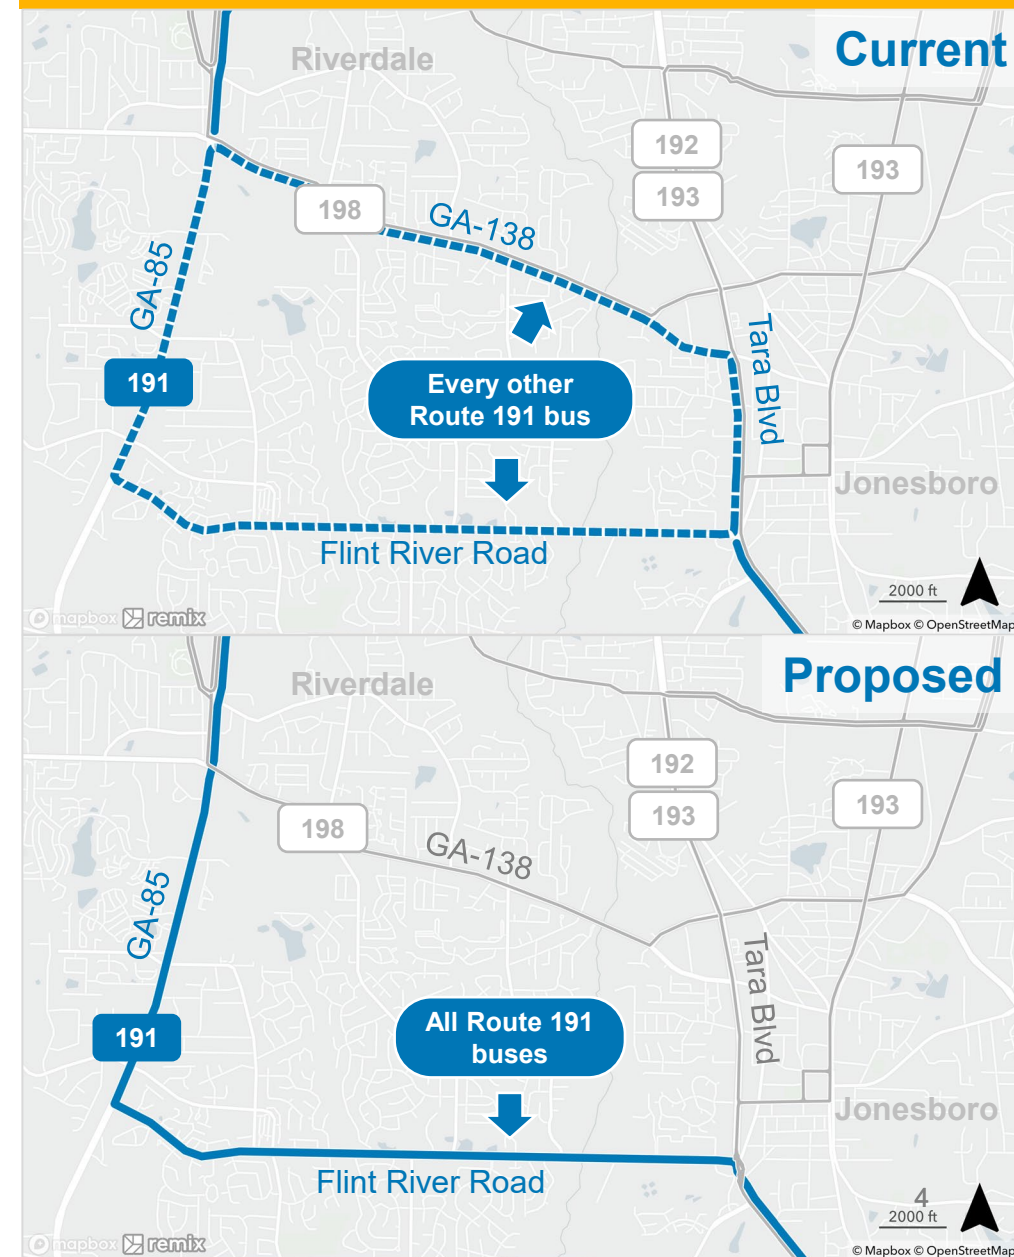 Current
Riverdale
192
193
193
198
GA-138
GA-85
Tara Blvd
191
Every other
Route 191 bus
Jonesboro
Flint River Road
2000 ft
mapbox remix
© Mapbox © OpenStreetMap
Proposed
Riverdale
192
193
193
198
GA-138
GA-85
Tara Blvd
191
All Route 191
buses
Jonesboro
Flint River Road
4
2000 ft
mapbox remix
© Mapbox © OpenStreetMap